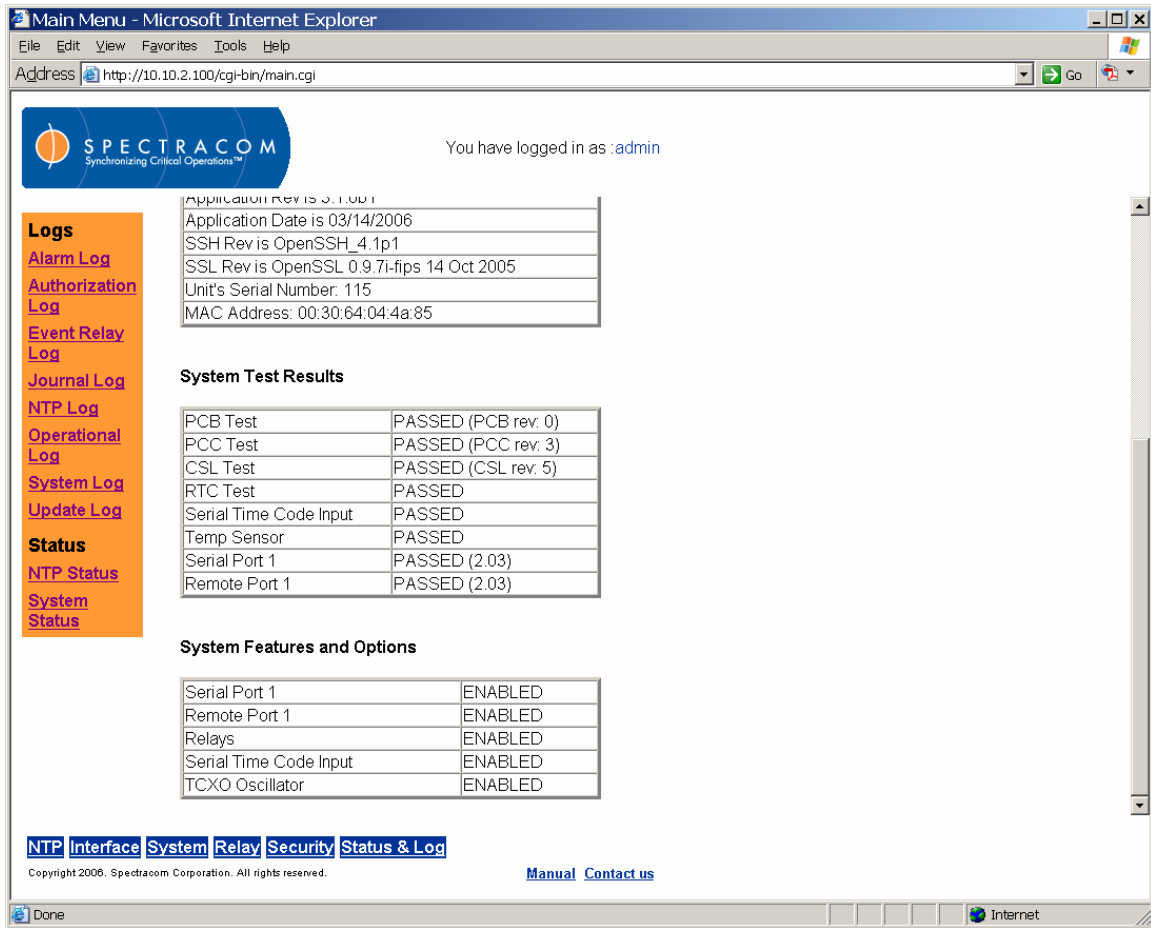 Main Menu - Microsoft Internet Explorer
File Edit View Favorites Tools Help
Address http://10.10.2.100/cgi-bin/main.cgi Go
SPECTRACOM
Synchronizing Critical Operations™
You have logged in as :admin
Logs
Alarm Log
Authorization
Log
Event Relay
Log
Journal Log
NTP Log
Operational
Log
System Log
Update Log
Status
NTP Status
System
Status
Application Rev is 3.1.0b1
Application Date is 03/14/2006
SSH Rev is OpenSSH_4.1p1
SSL Rev is OpenSSL 0.9.7i-fips 14 Oct 2005
Unit's Serial Number: 115
MAC Address: 00:30:64:04:4a:85
System Test Results
PCB Test PASSED (PCB rev: 0)
PCC Test PASSED (PCC rev: 3)
CSL Test PASSED (CSL rev: 5)
RTC Test PASSED
Serial Time Code Input PASSED
Temp Sensor PASSED
Serial Port 1 PASSED (2.03)
Remote Port 1 PASSED (2.03)
System Features and Options
Serial Port 1 ENABLED
Remote Port 1 ENABLED
Relays ENABLED
Serial Time Code Input ENABLED
TCXO Oscillator ENABLED
NTP Interface System Relay Security Status & Log
Copyright 2006. Spectracom Corporation. All rights reserved.
Manual Contact us
Done Internet